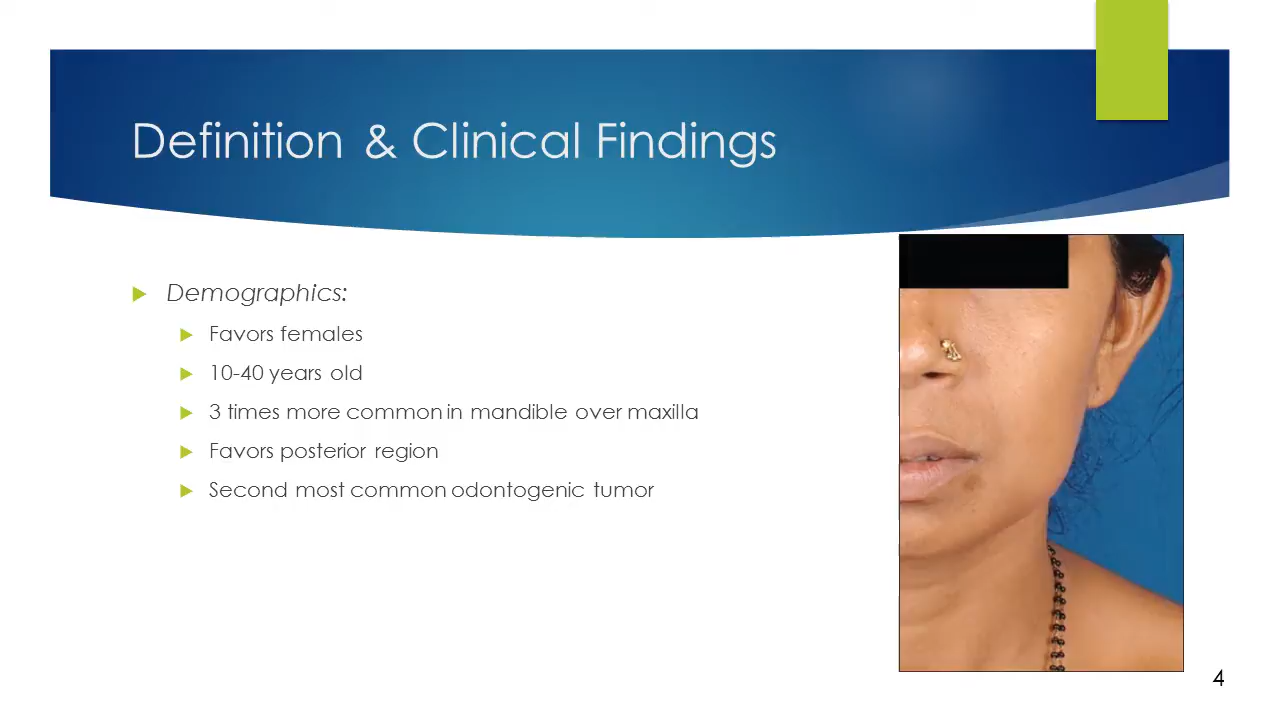 Definition & Clinical Findings
Demographics:
Favors females
10-40 years old
3 times more common in mandible over maxilla
Favors posterior region
Second most common odontogenic tumor
4